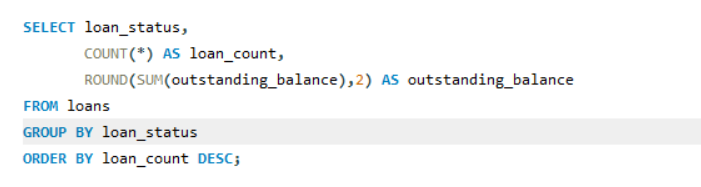 SELECT loan_status,
       COUNT(*) AS loan_count,
       ROUND(SUM(outstanding_balance),2) AS outstanding_balance
FROM loans
GROUP BY loan_status
ORDER BY loan_count DESC;